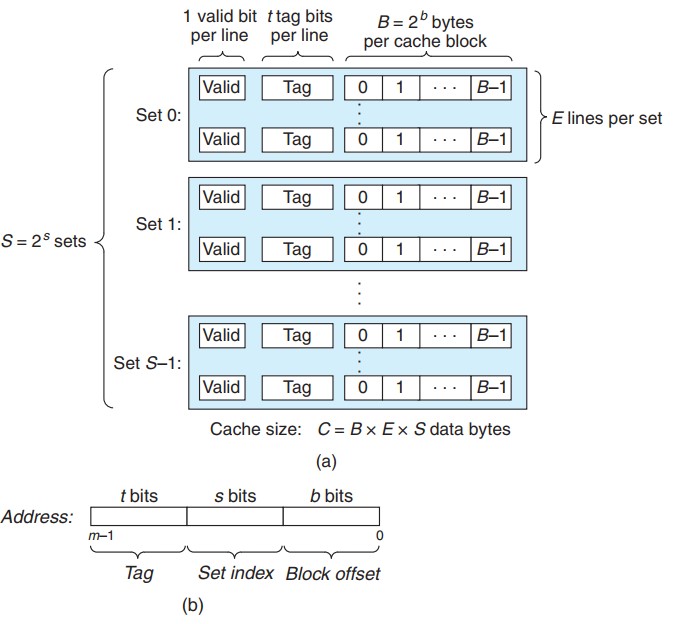 1 valid bit per line
t tag bits per line
B = 2^b bytes per cache block
Valid Tag 0 1 · · · B–1
Set 0:
E lines per set
Valid Tag 0 1 · · · B–1
Valid Tag 0 1 · · · B–1
Set 1:
S = 2^s sets
Valid Tag 0 1 · · · B–1
Valid Tag 0 1 · · · B–1
Set S–1:
Valid Tag 0 1 · · · B–1
Cache size: C = B × E × S data bytes
(a)
t bits s bits b bits
Address:
m–1 0
Tag Set index Block offset
(b)